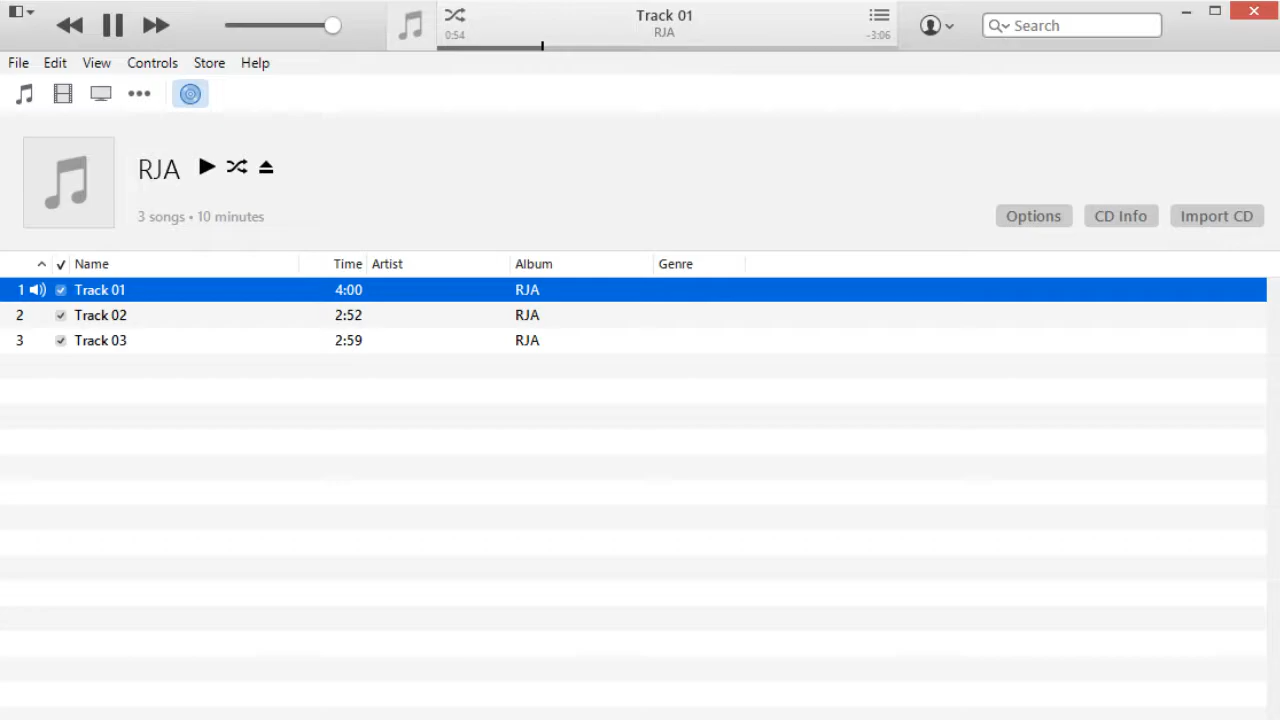 Track 01
RJA
0:54
-3:06
Search
File Edit View Controls Store Help
RJA
3 songs • 10 minutes
Options CD Info Import CD
Name Time Artist Album Genre
1 Track 01 4:00 RJA
2 Track 02 2:52 RJA
3 Track 03 2:59 RJA